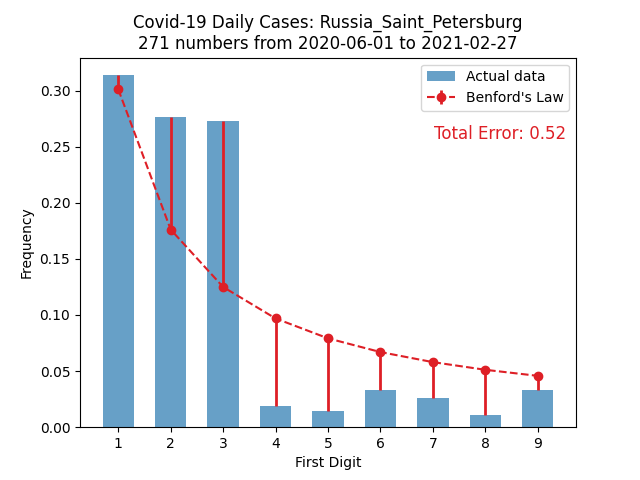 Covid-19 Daily Cases: Russia_Saint_Petersburg
271 numbers from 2020-06-01 to 2021-02-27
Actual data
Benford's Law
Total Error: 0.52
Frequency
0.30
0.25
0.20
0.15
0.10
0.05
0.00
1 2 3 4 5 6 7 8 9
First Digit